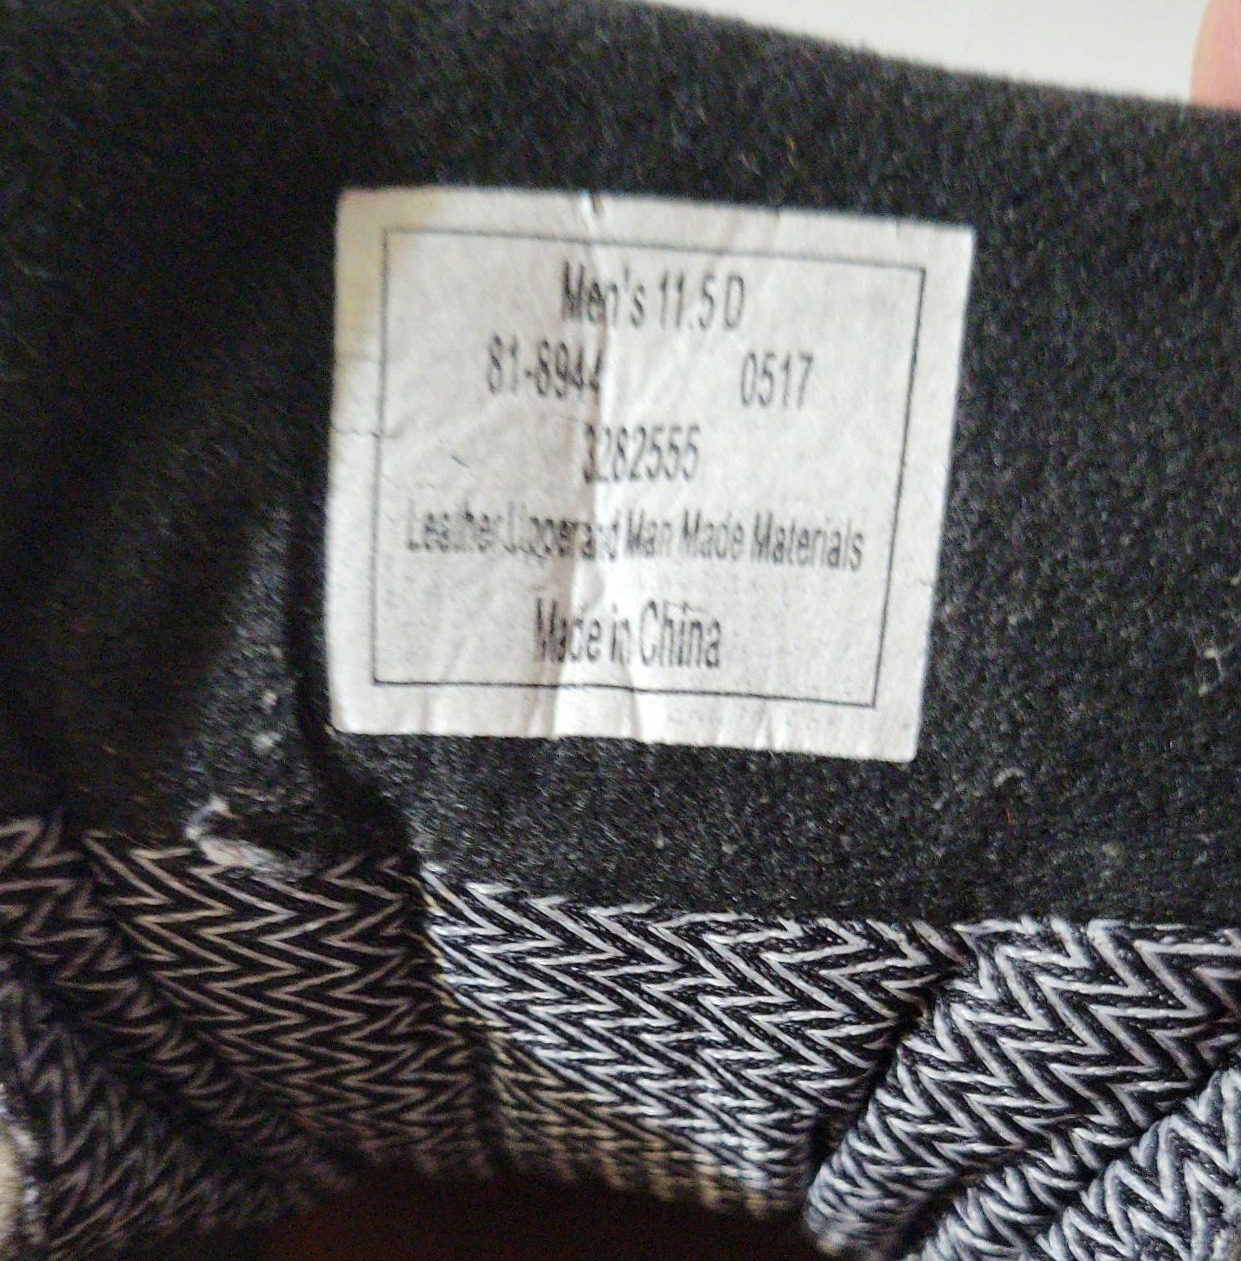 Men's 11.5 D
81-8944 0517
3282555
Leather Upper and Man Made Materials
Made in China